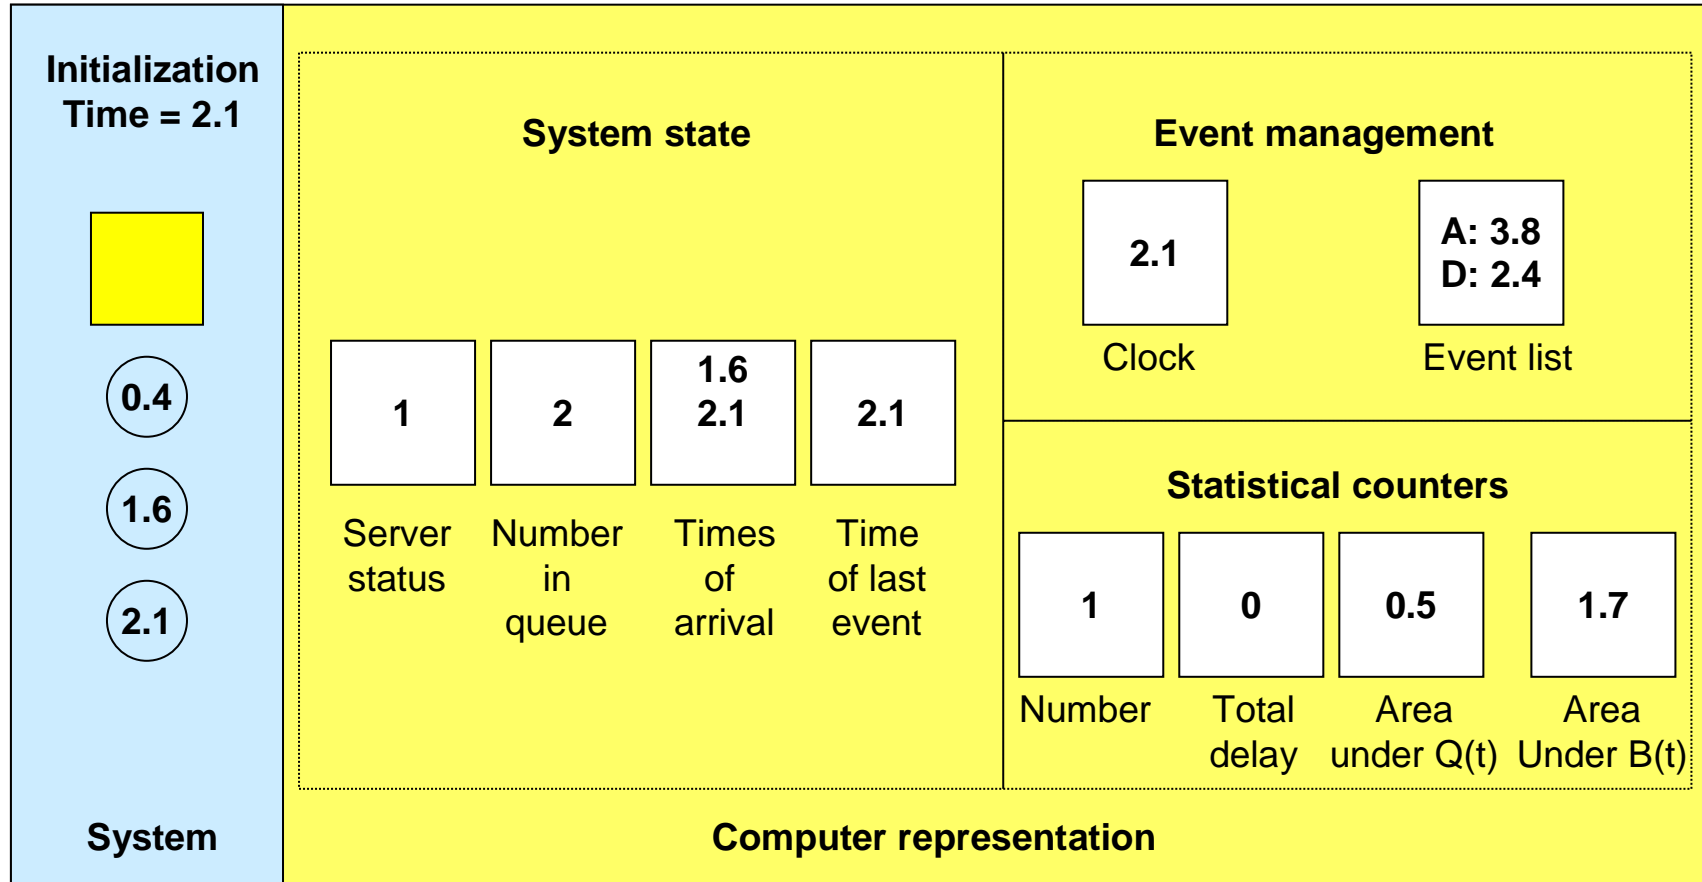 Initialization
Time = 2.1
0.4
1.6
2.1
System
System state
1
2
1.6
2.1
2.1
Server
status
Number
in
queue
Times
of
arrival
Time
of last
event
Event management
2.1
A: 3.8
D: 2.4
Clock
Event list
Statistical counters
1
0
0.5
1.7
Number
Total
delay
Area
under Q(t)
Area
Under B(t)
Computer representation